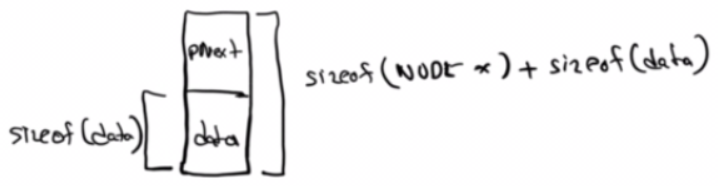 pNext
sizeof(NODE *) + sizeof(data)
sizeof(data)
data